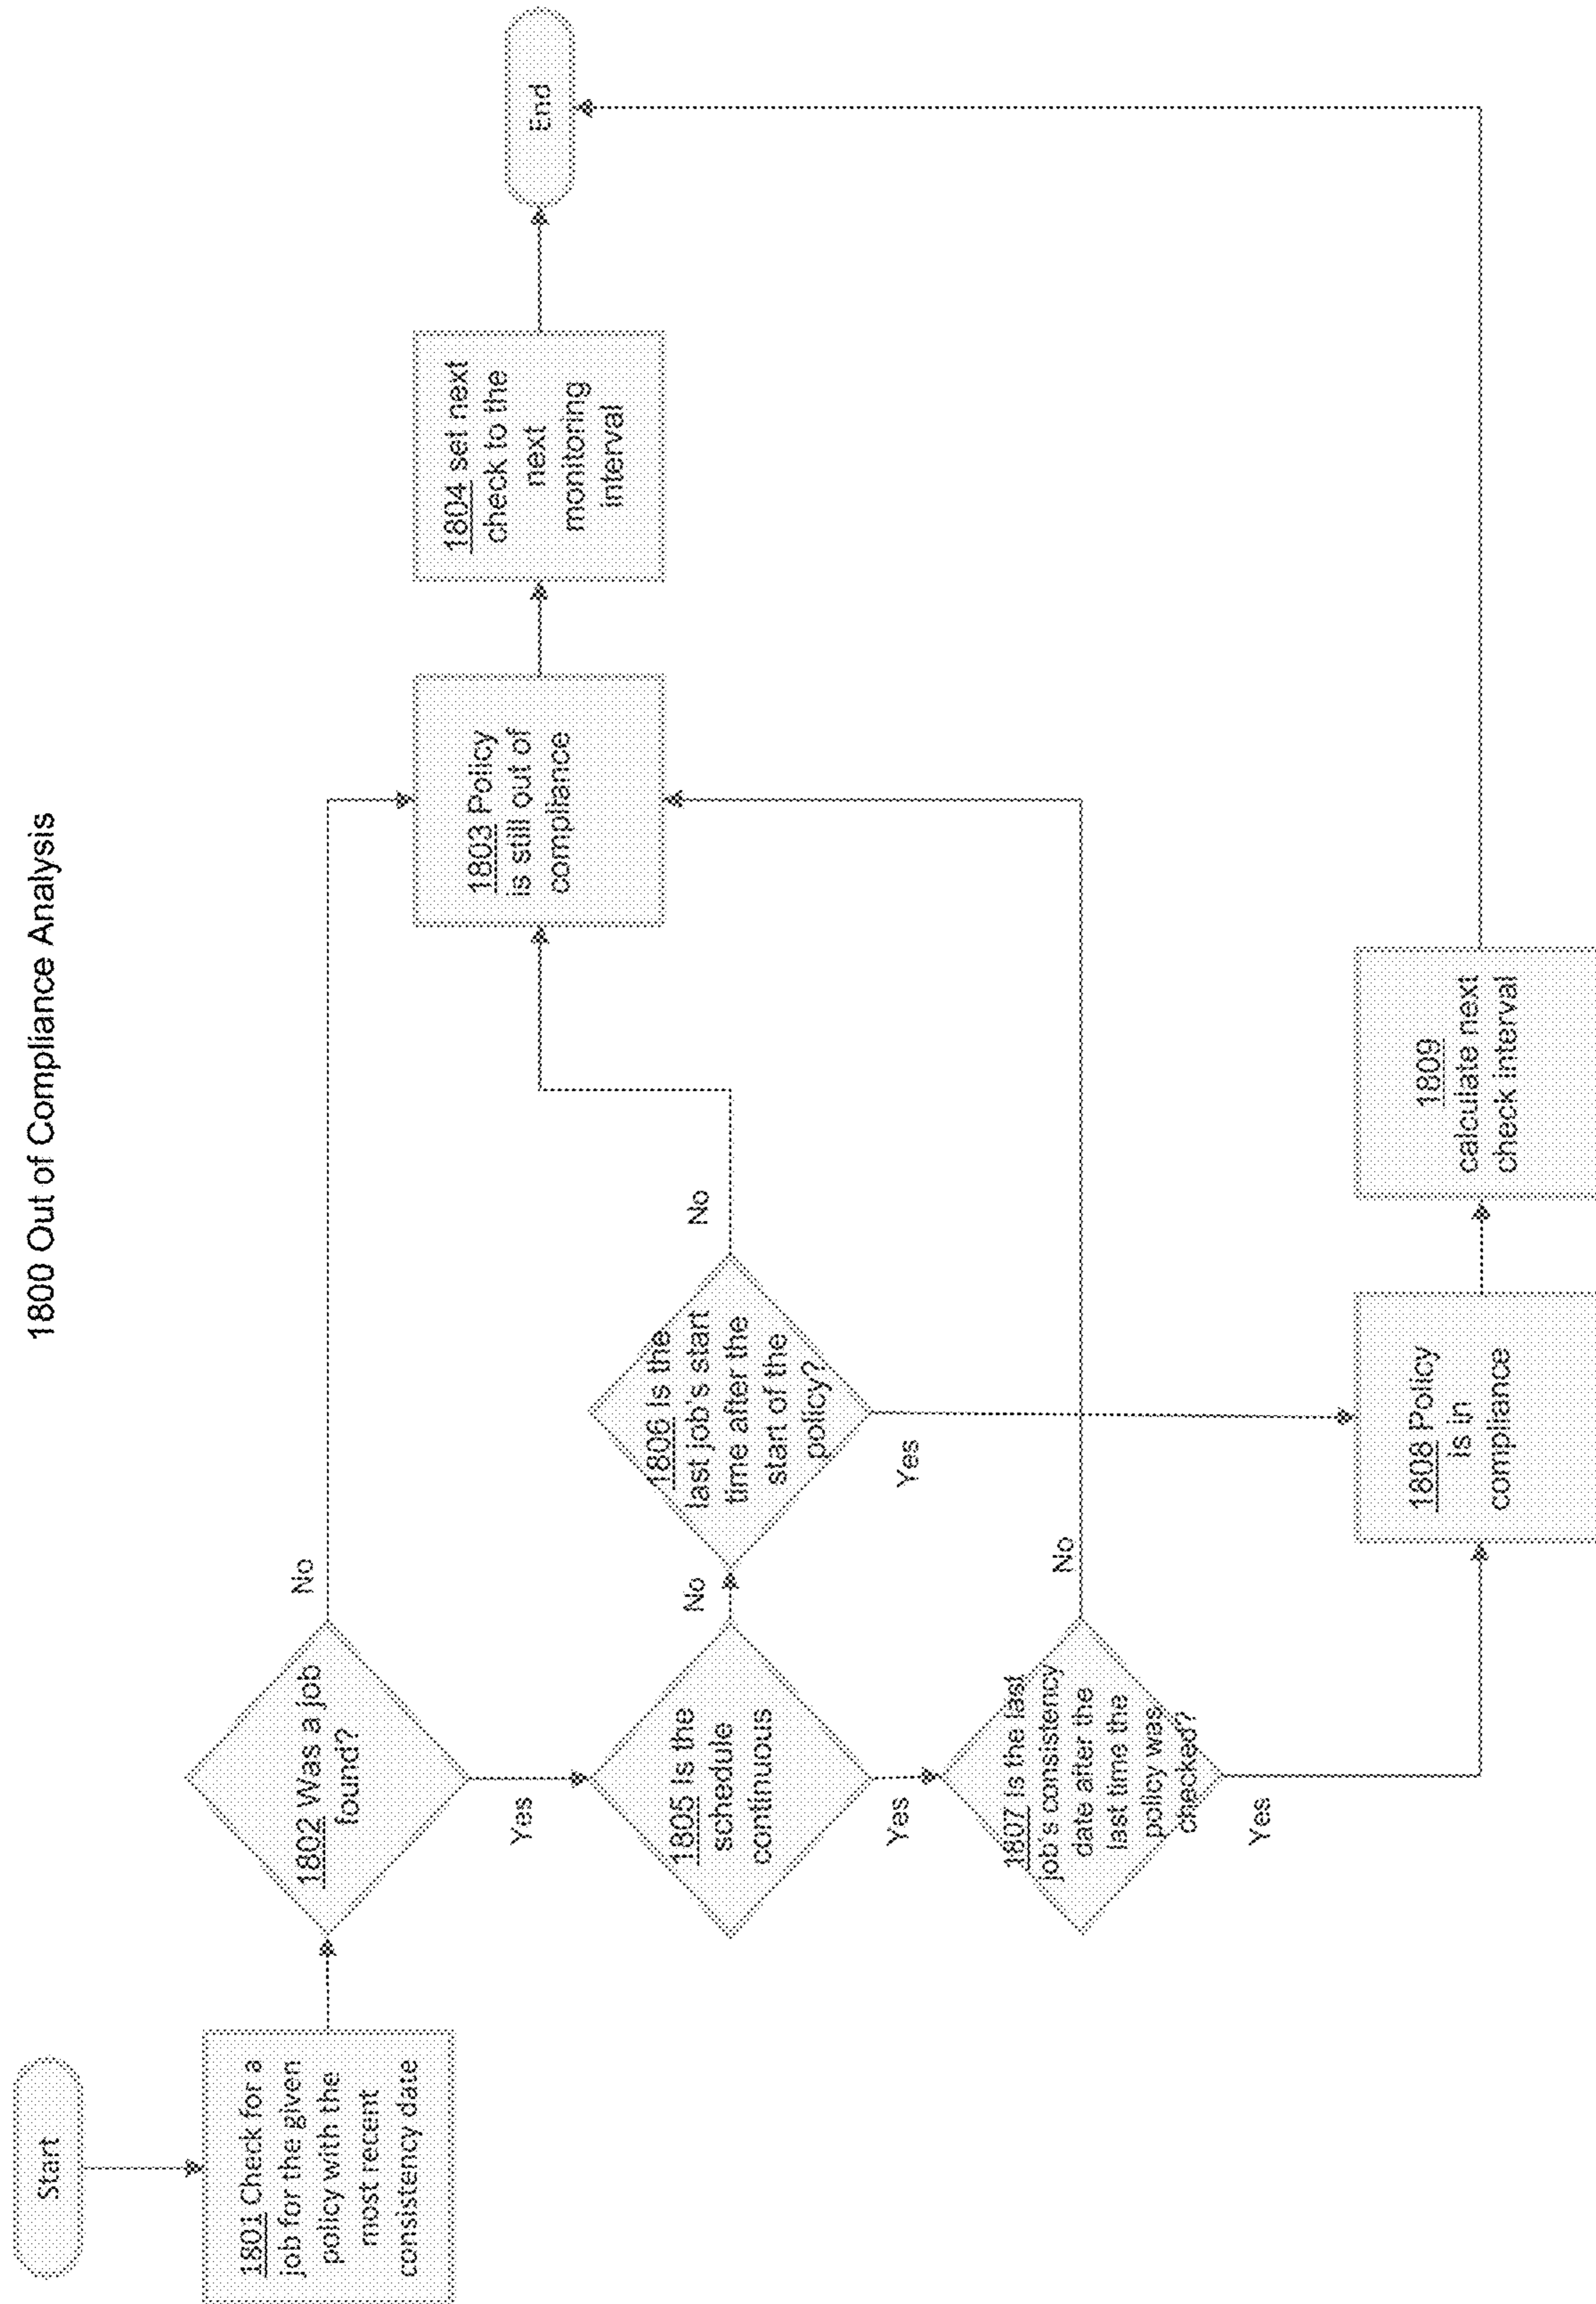 1800 Out of Compliance Analysis
Start
1801 Check for a
job for the given
policy with the
most recent
consistency date
1802 Was a job
found?
No
Yes
1803 Policy
is still out of
compliance
1804 set next
check to the
next
monitoring
interval
End
1805 Is the
schedule
continuous
No
Yes
1806 Is the
last job's start
time after the
start of the
policy?
No
Yes
1807 Is the last
job's consistency
date after the
last time the
policy was
checked?
No
Yes
1808 Policy
is in
compliance
1809
calculate next
check interval